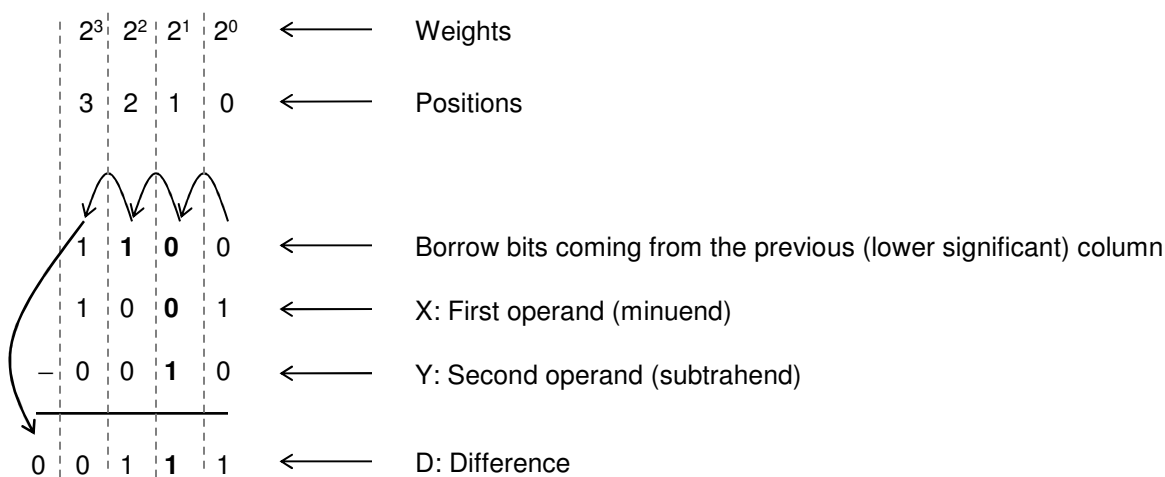 2³ 2² 2¹ 2⁰ Weights
3 2 1 0 Positions
1 1 0 0 Borrow bits coming from the previous (lower significant) column
1 0 0 1 X: First operand (minuend)
– 0 0 1 0 Y: Second operand (subtrahend)
0 0 1 1 1 D: Difference